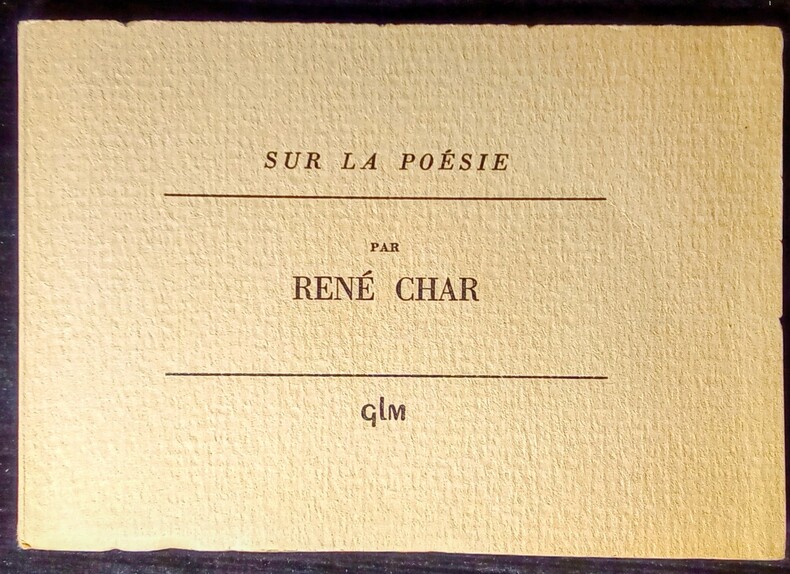 SUR LA POÉSIE
PAR
RENÉ CHAR
GLM